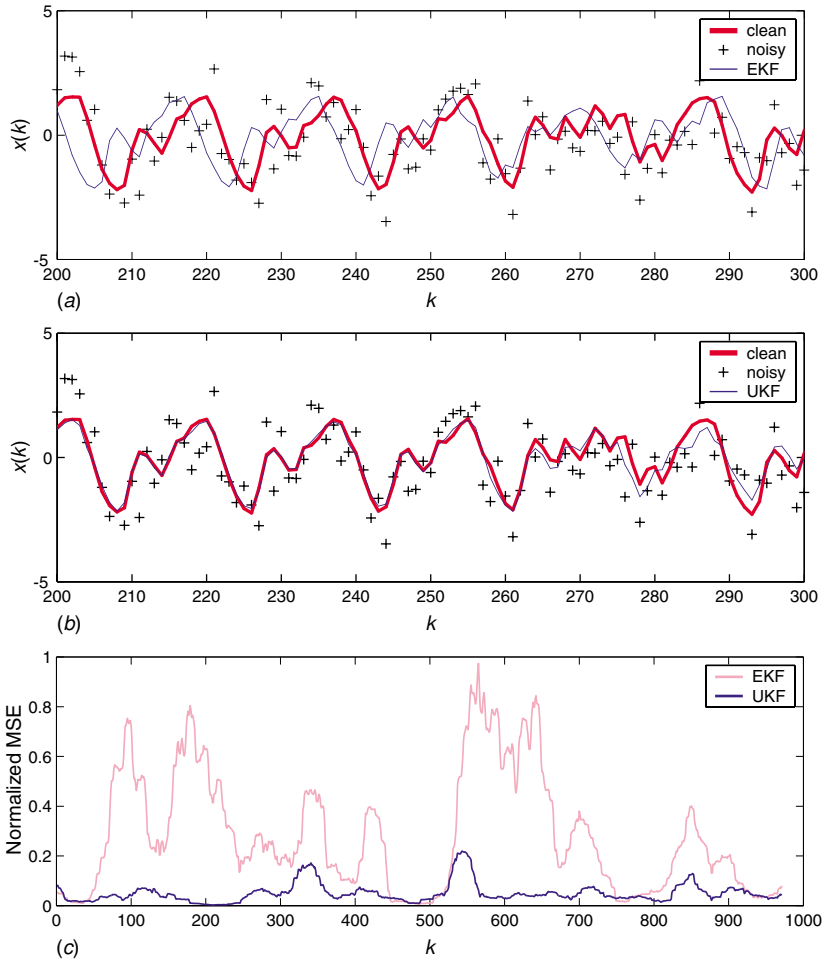 5
clean
noisy
EKF
x(k)
0
-5
200 210 220 230 240 250 260 270 280 290 300
(a) k
5
clean
noisy
UKF
x(k)
0
-5
200 210 220 230 240 250 260 270 280 290 300
(b) k
1
EKF
UKF
0.8
0.6
Normalized MSE
0.4
0.2
0
0 100 200 300 400 500 600 700 800 900 1000
(c) k